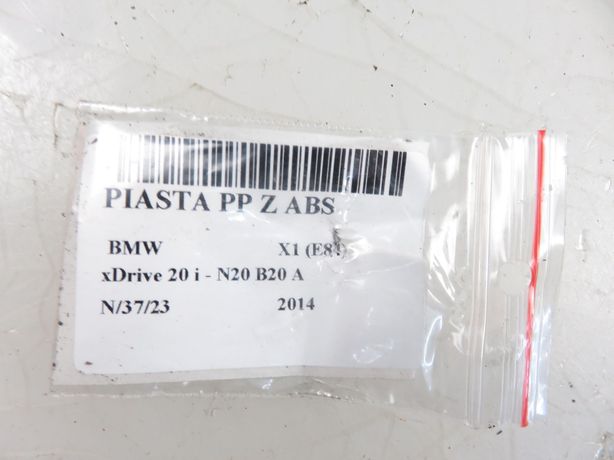 PIASTA PP Z ABS
BMW X1 (E84)
xDrive 20 i - N20 B20 A
N/37/23 2014